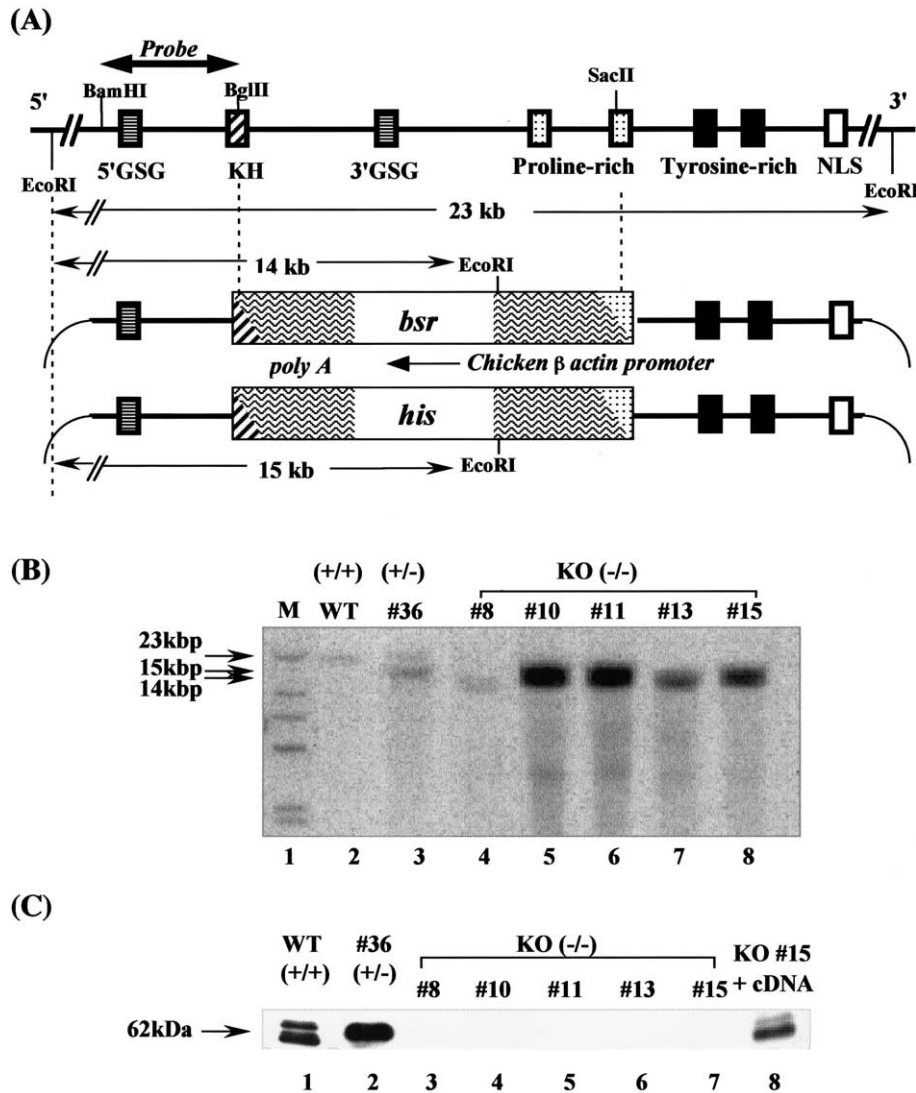 (A)
Probe
BamHI BglII SacII
5' 3'
5'GSG KH 3'GSG Proline-rich Tyrosine-rich NLS
EcoRI EcoRI
23 kb
14 kb EcoRI
bsr
poly A Chicken β actin promoter
his
15 kb EcoRI
(B)
(+/+) (+/-) KO (-/-)
M WT #36 #8 #10 #11 #13 #15
23kbp
15kbp
14kbp
1 2 3 4 5 6 7 8
(C)
WT #36 KO (-/-) KO #15
(+/+) (+/-) #8 #10 #11 #13 #15 + cDNA
62kDa
1 2 3 4 5 6 7 8